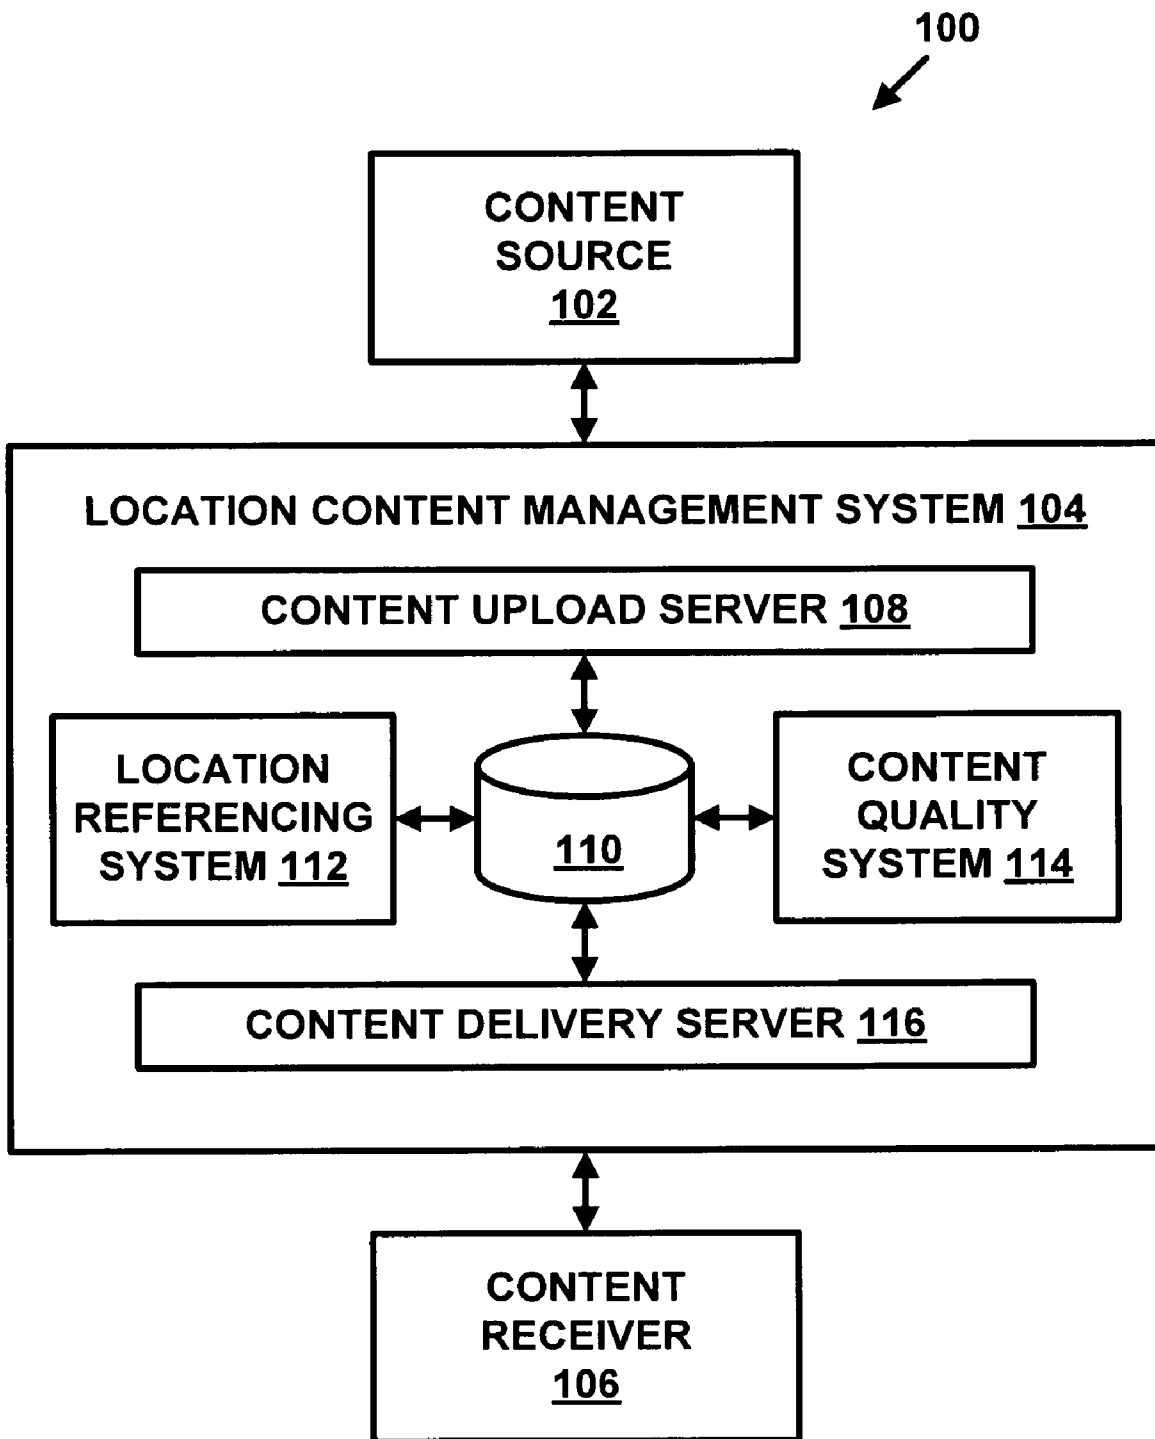 100
CONTENT
SOURCE
102
LOCATION CONTENT MANAGEMENT SYSTEM 104
CONTENT UPLOAD SERVER 108
LOCATION
REFERENCING
SYSTEM 112
110
CONTENT
QUALITY
SYSTEM 114
CONTENT DELIVERY SERVER 116
CONTENT
RECEIVER
106